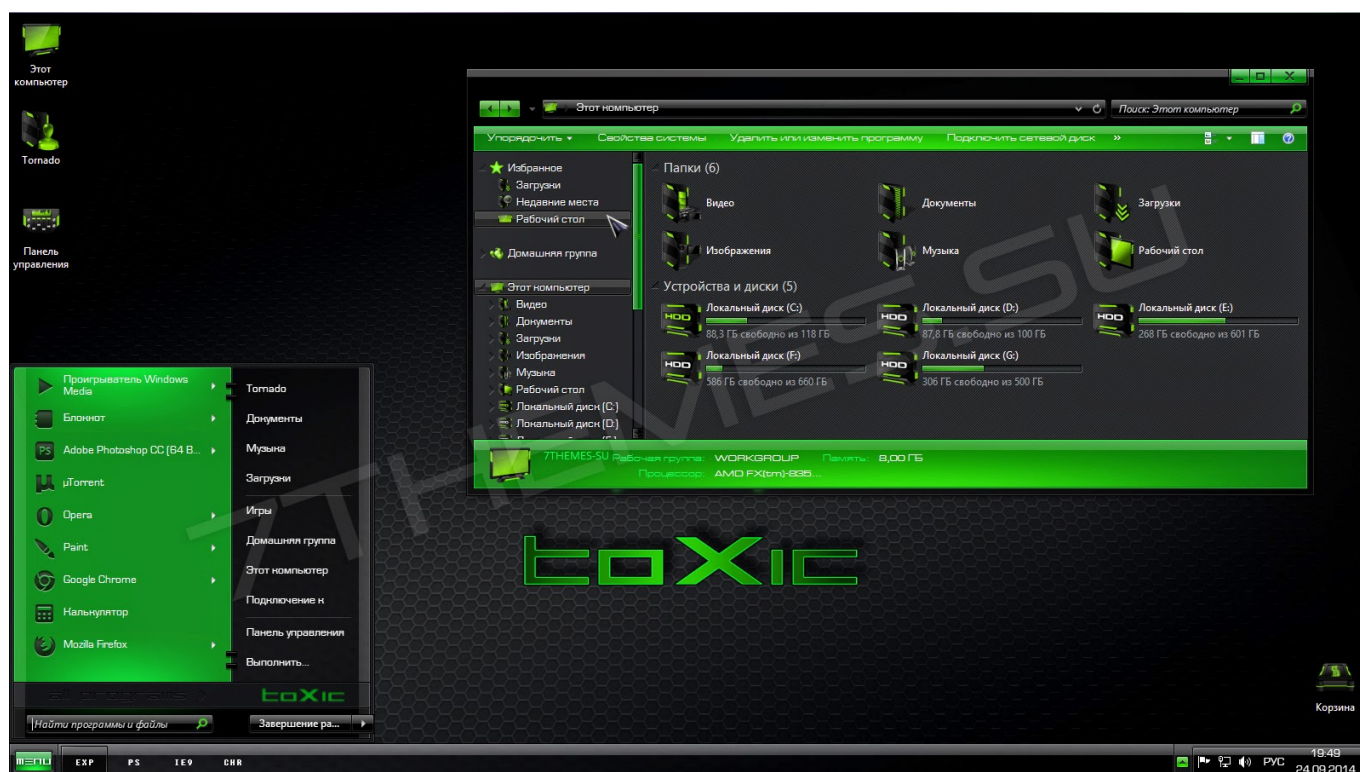 Этот
компьютер
Tornado
Панель
управления
Этот компьютер
Поиск: Этот компьютер
Упорядочить
Свойства системы
Удалить или изменить программу
Подключить сетевой диск
»
Избранное
Загрузки
Недавние места
Рабочий стол
Домашняя группа
Этот компьютер
Видео
Документы
Загрузки
Изображения
Музыка
Рабочий стол
Локальный диск (C:)
Локальный диск (D:)
Папки (6)
Видео
Документы
Загрузки
Изображения
Музыка
Рабочий стол
Устройства и диски (5)
HDD
Локальный диск (C:)
88,3 ГБ свободно из 118 ГБ
HDD
Локальный диск (D:)
87,8 ГБ свободно из 100 ГБ
HDD
Локальный диск (E:)
268 ГБ свободно из 601 ГБ
HDD
Локальный диск (F:)
586 ГБ свободно из 660 ГБ
HDD
Локальный диск (G:)
306 ГБ свободно из 500 ГБ
7THEMES-SU Рабочая группа: WORKGROUP Память: 8,00 ГБ
Процессор: AMD FX(tm)-835...
7THEMES.SU
toXic
Проигрыватель Windows
Media
Блокнот
PS
Adobe Photoshop CC (64 B...
µTorrent
Opera
Paint
Google Chrome
Калькулятор
Mozilla Firefox
Tornado
Документы
Музыка
Загрузки
Игры
Домашняя группа
Этот компьютер
Подключение к
Панель управления
Выполнить...
toXic
Найти программы и файлы
Завершение ра...
Корзина
menu
EXP
PS
IE9
CHR
РУС
19:49
24.09.2014